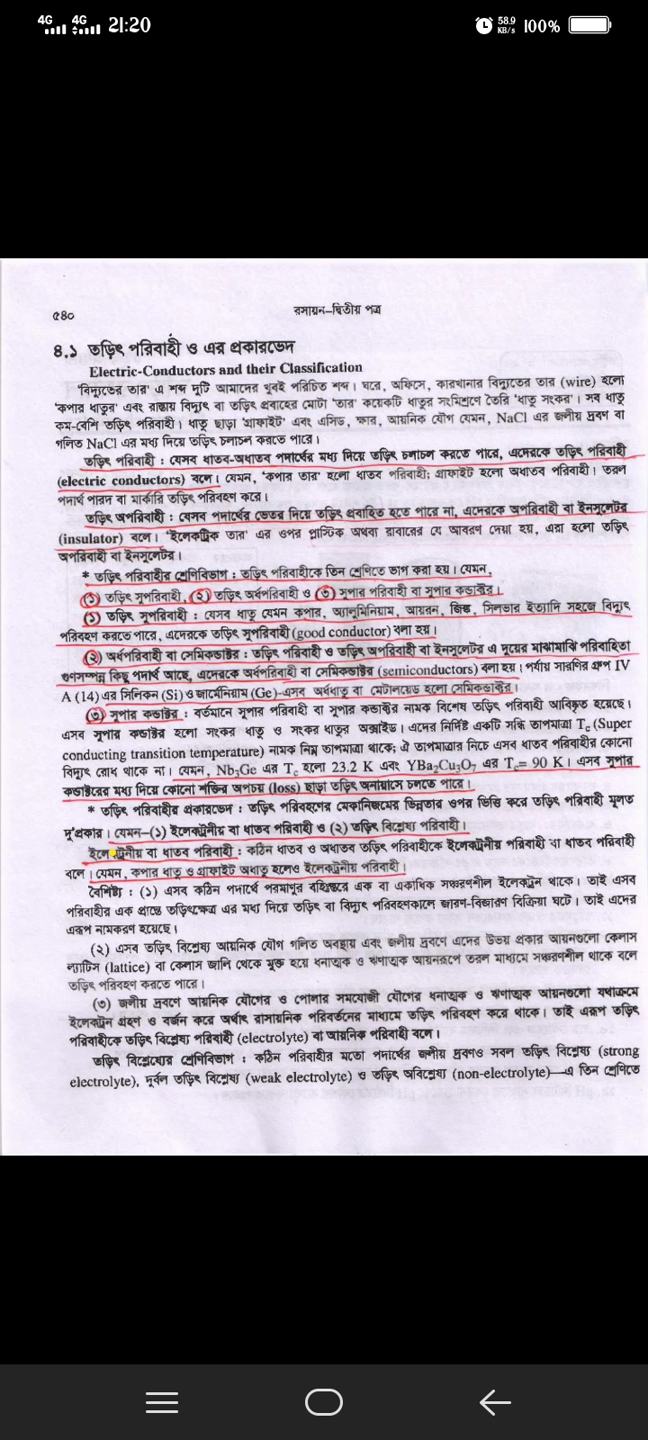 4G 4G 21:20 58.9 KB/s 100%
৫৪০ রসায়ন–দ্বিতীয় পত্র
৪.১ তড়িৎ পরিবাহী ও এর প্রকারভেদ
Electric-Conductors and their Classification
'বিদ্যুতের তার' এ শব্দ দুটি আমাদের খুবই পরিচিত শব্দ। ঘরে, অফিসে, কারখানার বিদ্যুতের তার (wire) হলো
'কপার ধাতুর' এবং রাস্তায় বিদ্যুৎ বা তড়িৎ প্রবাহের মোটা 'তার' কয়েকটি ধাতুর সংমিশ্রণে তৈরি 'ধাতু সংকর'। সব ধাতু
কম-বেশি তড়িৎ পরিবাহী। ধাতু ছাড়া 'গ্রাফাইট' এবং এসিড, ক্ষার, আয়নিক যৌগ যেমন, NaCl এর জলীয় দ্রবণ বা
গলিত NaCl এর মধ্য দিয়ে তড়িৎ চলাচল করতে পারে।
তড়িৎ পরিবাহী : যেসব ধাতব-অধাতব পদার্থের মধ্য দিয়ে তড়িৎ চলাচল করতে পারে, এদেরকে তড়িৎ পরিবাহী
(electric conductors) বলে। যেমন, 'কপার তার' হলো ধাতব পরিবাহী; গ্রাফাইট হলো অধাতব পরিবাহী। তরল
পদার্থ পারদ বা মার্কারি তড়িৎ পরিবহণ করে।
তড়িৎ অপরিবাহী : যেসব পদার্থের ভেতর দিয়ে তড়িৎ প্রবাহিত হতে পারে না, এদেরকে অপরিবাহী বা ইনসুলেটর
(insulator) বলে। 'ইলেকট্রিক তার' এর ওপর প্লাস্টিক অথবা রাবারের যে আবরণ দেয়া হয়, এরা হলো তড়িৎ
অপরিবাহী বা ইনসুলেটর।
* তড়িৎ পরিবাহীর শ্রেণিবিভাগ : তড়িৎ পরিবাহীকে তিন শ্রেণিতে ভাগ করা হয়। যেমন,
(১) তড়িৎ সুপরিবাহী, (২) তড়িৎ অর্ধপরিবাহী ও (৩) সুপার পরিবাহী বা সুপার কন্ডাক্টর।
(১) তড়িৎ সুপরিবাহী : যেসব ধাতু যেমন কপার, অ্যালুমিনিয়াম, আয়রন, জিঙ্ক, সিলভার ইত্যাদি সহজে বিদ্যুৎ
পরিবহণ করতে পারে, এদেরকে তড়িৎ সুপরিবাহী (good conductor) বলা হয়।
(২) অর্ধপরিবাহী বা সেমিকন্ডাক্টর : তড়িৎ পরিবাহী ও তড়িৎ অপরিবাহী বা ইনসুলেটর এ দুয়ের মাঝামাঝি পরিবাহিতা
গুণসম্পন্ন কিছু পদার্থ আছে, এদেরকে অর্ধপরিবাহী বা সেমিকন্ডাক্টর (semiconductors) বলা হয়। পর্যায় সারণির গ্রুপ IV
A (14) এর সিলিকন (Si) ও জার্মেনিয়াম (Ge)-এসব অর্ধধাতু বা মেটালয়েড হলো সেমিকন্ডাক্টর।
(৩) সুপার কন্ডাক্টর : বর্তমানে সুপার পরিবাহী বা সুপার কন্ডাক্টর নামক বিশেষ তড়িৎ পরিবাহী আবিষ্কৃত হয়েছে।
এসব সুপার কন্ডাক্টর হলো সংকর ধাতু ও সংকর ধাতুর অক্সাইড। এদের নির্দিষ্ট একটি সন্ধি তাপমাত্রা T<sub>c</sub> (Super
conducting transition temperature) নামক নিম্ন তাপমাত্রা থাকে; ঐ তাপমাত্রার নিচে এসব ধাতব পরিবাহীর কোনো
বিদ্যুৎ রোধ থাকে না। যেমন, Nb₃Ge এর T<sub>c</sub> হলো 23.2 K এবং YBa₂Cu₃O₇ এর T<sub>c</sub>= 90 K। এসব সুপার
কন্ডাক্টরের মধ্য দিয়ে কোনো শক্তির অপচয় (loss) ছাড়া তড়িৎ অনায়াসে চলতে পারে।
* তড়িৎ পরিবাহীর প্রকারভেদ : তড়িৎ পরিবহণের মেকানিজমের ভিন্নতার ওপর ভিত্তি করে তড়িৎ পরিবাহী মূলত
দু'প্রকার। যেমন–(১) ইলেকট্রনীয় বা ধাতব পরিবাহী ও (২) তড়িৎ বিশ্লেষ্য পরিবাহী।
ইলেকট্রনীয় বা ধাতব পরিবাহী : কঠিন ধাতব ও অধাতব তড়িৎ পরিবাহীকে ইলেকট্রনীয় পরিবাহী বা ধাতব পরিবাহী
বলে। যেমন, কপার ধাতু ও গ্রাফাইট অধাতু হলেও ইলেকট্রনীয় পরিবাহী।
বৈশিষ্ট্য : (১) এসব কঠিন পদার্থে পরমাণুর বহিস্তরে এক বা একাধিক সঞ্চরণশীল ইলেকট্রন থাকে। তাই এসব
পরিবাহীর এক প্রান্তে তড়িৎক্ষেত্র এর মধ্য দিয়ে তড়িৎ বা বিদ্যুৎ পরিবহণকালে জারণ-বিজারণ বিক্রিয়া ঘটে। তাই এদের
এরূপ নামকরণ হয়েছে।
(২) এসব তড়িৎ বিশ্লেষ্য আয়নিক যৌগ গলিত অবস্থায় এবং জলীয় দ্রবণে এদের উভয় প্রকার আয়নগুলো কেলাস
ল্যাটিস (lattice) বা কেলাস জালি থেকে মুক্ত হয়ে ধনাত্মক ও ঋণাত্মক আয়নরূপে তরল মাধ্যমে সঞ্চরণশীল থাকে বলে
তড়িৎ পরিবহণ করতে পারে।
(৩) জলীয় দ্রবণে আয়নিক যৌগের ও পোলার সমযোজী যৌগের ধনাত্মক ও ঋণাত্মক আয়নগুলো যথাক্রমে
ইলেকট্রন গ্রহণ ও বর্জন করে অর্থাৎ রাসায়নিক পরিবর্তনের মাধ্যমে তড়িৎ পরিবহণ করে থাকে। তাই এরূপ তড়িৎ
পরিবাহীকে তড়িৎ বিশ্লেষ্য পরিবাহী (electrolyte) বা আয়নিক পরিবাহী বলে।
তড়িৎ বিশ্লেষ্যের শ্রেণিবিভাগ : কঠিন পরিবাহীর মতো পদার্থের জলীয় দ্রবণও সবল তড়িৎ বিশ্লেষ্য (strong
electrolyte), দুর্বল তড়িৎ বিশ্লেষ্য (weak electrolyte) ও তড়িৎ অবিশ্লেষ্য (non-electrolyte)—এ তিন শ্রেণিতে